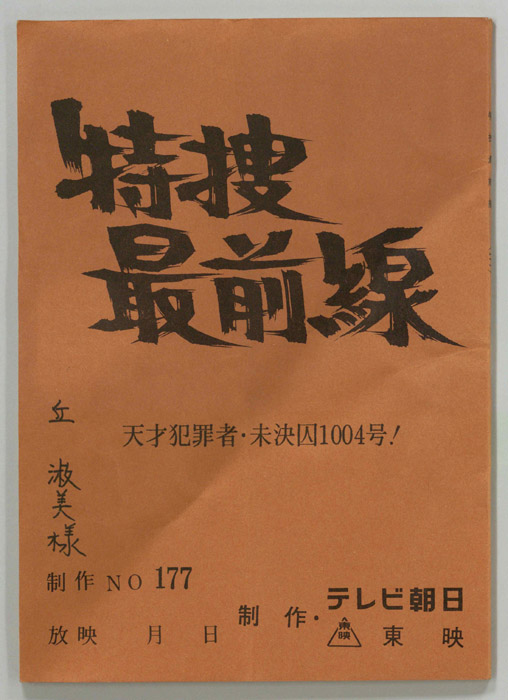 特捜
最前線
天才犯罪者・未決囚1004号！
丘 淑美様
制作NO 177
放映 月 日
制作・テレビ朝日
東映 東映